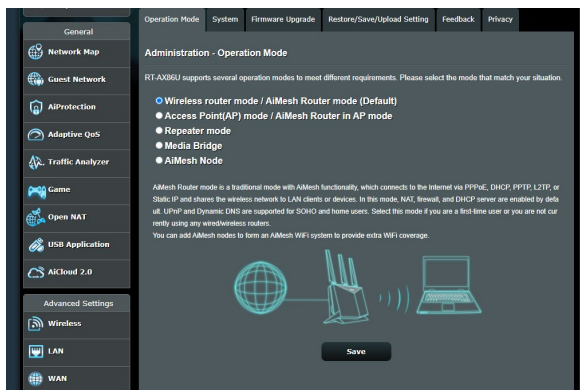 Operation Mode System Firmware Upgrade Restore/Save/Upload Setting Feedback Privacy
General
Network Map
Guest Network
AiProtection
Adaptive QoS
Traffic Analyzer
Game
Open NAT
USB Application
AiCloud 2.0
Advanced Settings
Wireless
LAN
WAN
Administration - Operation Mode
RT-AX86U supports several operation modes to meet different requirements. Please select the mode that match your situation.
Wireless router mode / AiMesh Router mode (Default)
Access Point(AP) mode / AiMesh Router in AP mode
Repeater mode
Media Bridge
AiMesh Node
AiMesh Router mode is a traditional mode with AiMesh functionality, which connects to the Internet via PPPoE, DHCP, PPTP, L2TP, or
Static IP and shares the wireless network to LAN clients or devices. In this mode, NAT, firewall, and DHCP server are enabled by defa
ult. UPnP and Dynamic DNS are supported for SOHO and home users. Select this mode if you are a first-time user or you are not cur
rently using any wired/wireless routers.
You can add AiMesh nodes to form an AiMesh WiFi system to provide extra WiFi coverage.
Save